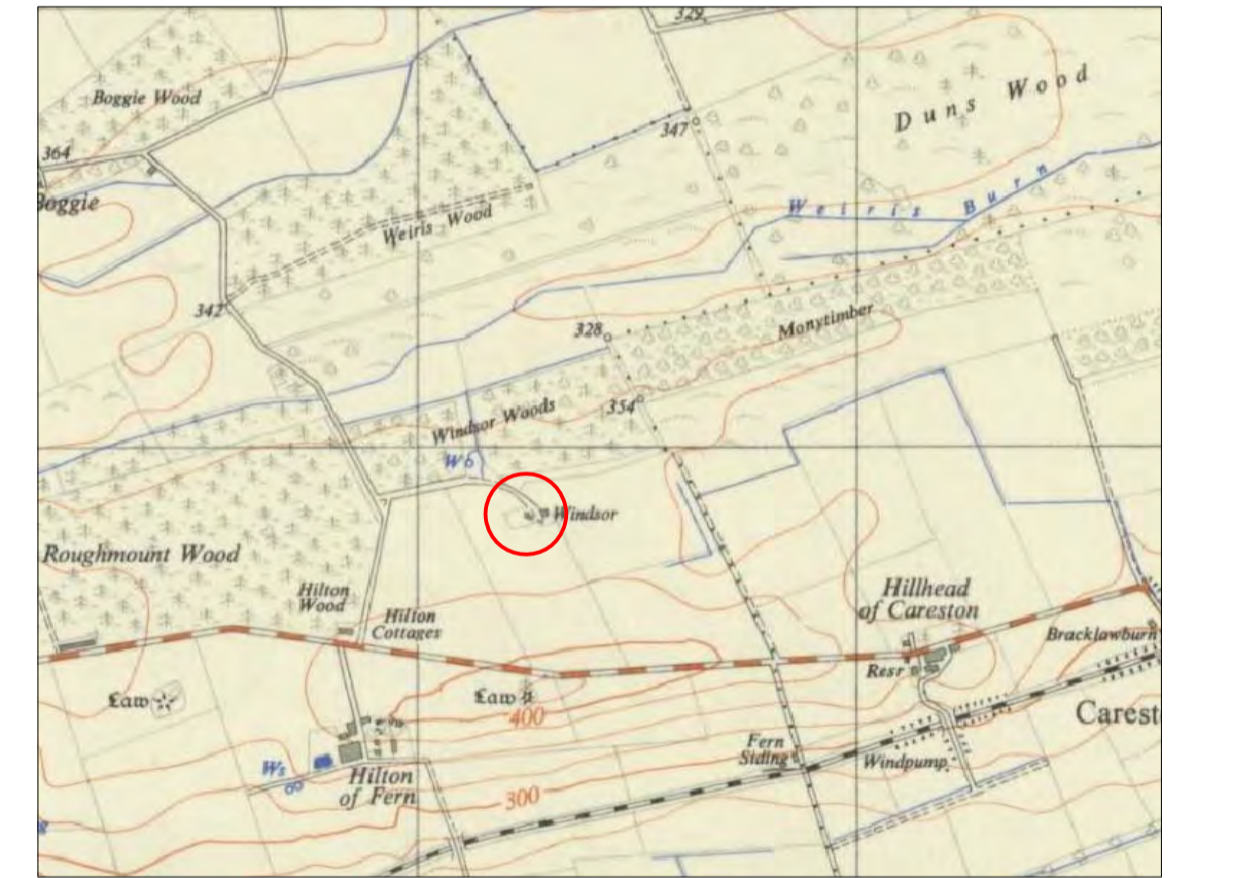 329
Boggie Wood
Duns Wood
347
364
Boggie
Weiris Burn
Weiris Wood
342
328
Monytimber
354
Windsor Woods
W
Windsor
Roughmount Wood
Hilton
Wood
Hilton
Cottages
Hillhead
of Careston
Bracklawburn
Resr
Law
Law
400
Carest
Fern
Siding
Windpump
Ws
Hilton
of Fern
300